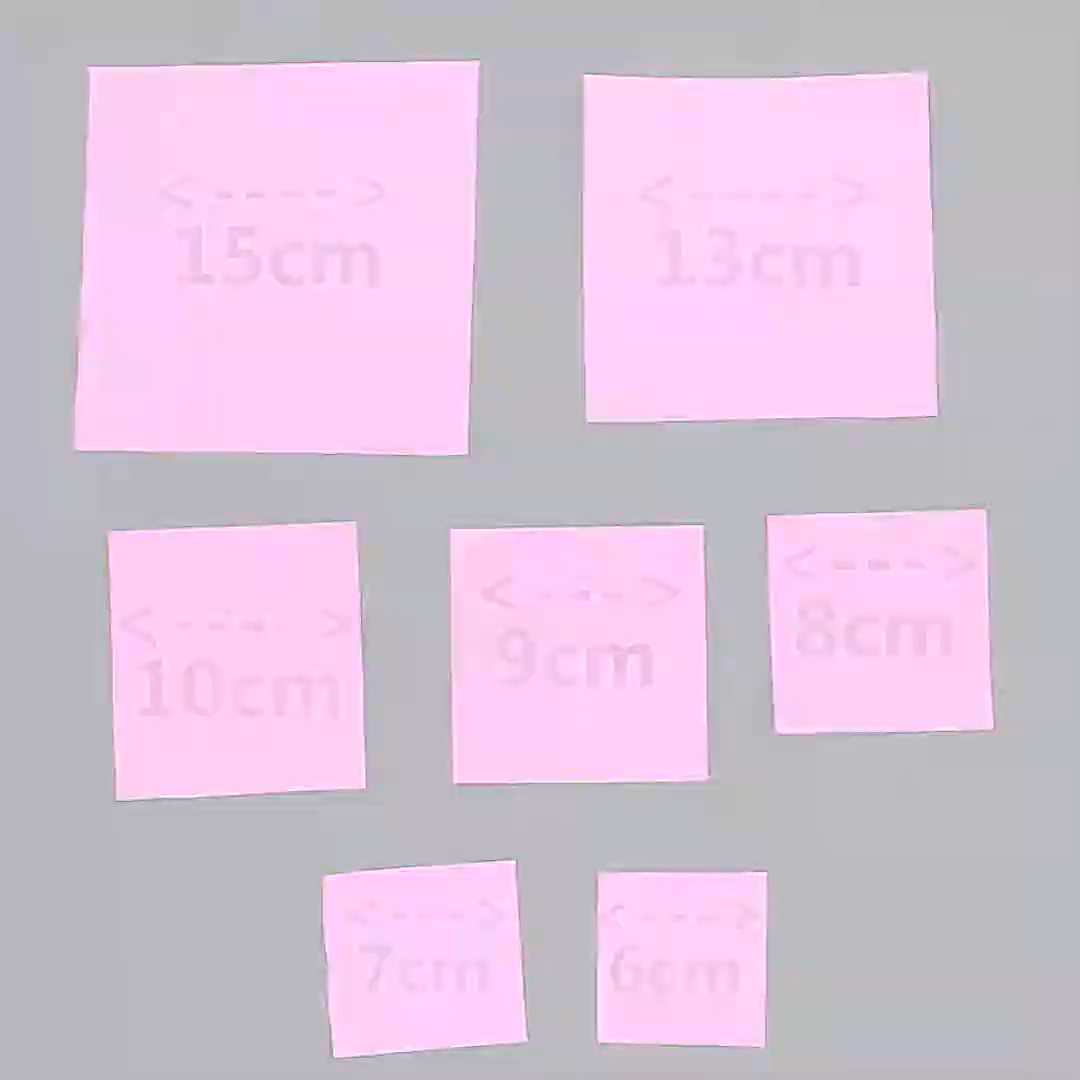 <---->
15cm
<----->
13cm
<---->
10cm
<--->
9cm
<--->
8cm
<--->
7cm
<---->
6cm